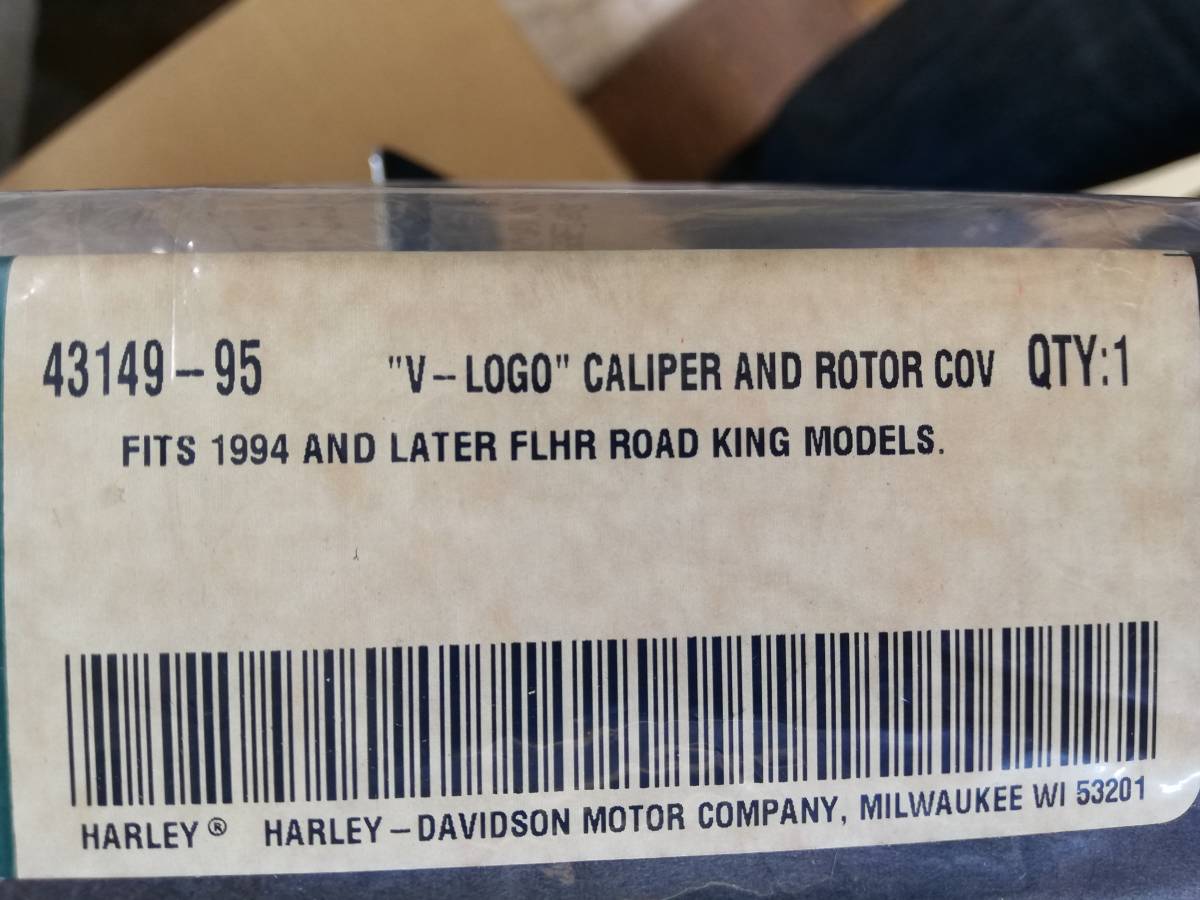 43149-95 "V-LOGO" CALIPER AND ROTOR COV QTY:1
FITS 1994 AND LATER FLHR ROAD KING MODELS.
HARLEY® HARLEY-DAVIDSON MOTOR COMPANY, MILWAUKEE WI 53201